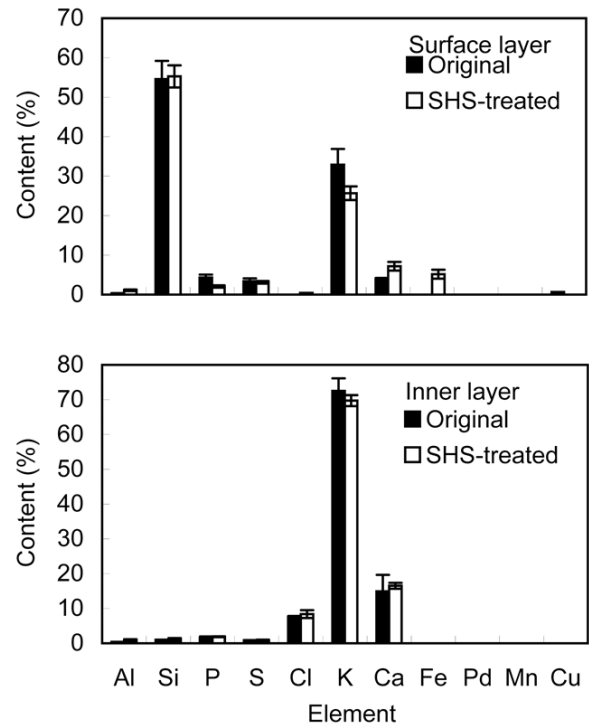 70
60
50
40
30
20
10
0
Content (%)
Surface layer
Original
SHS-treated
80
70
60
50
40
30
20
10
0
Content (%)
Inner layer
Original
SHS-treated
Al Si P S Cl K Ca Fe Pd Mn Cu
Element